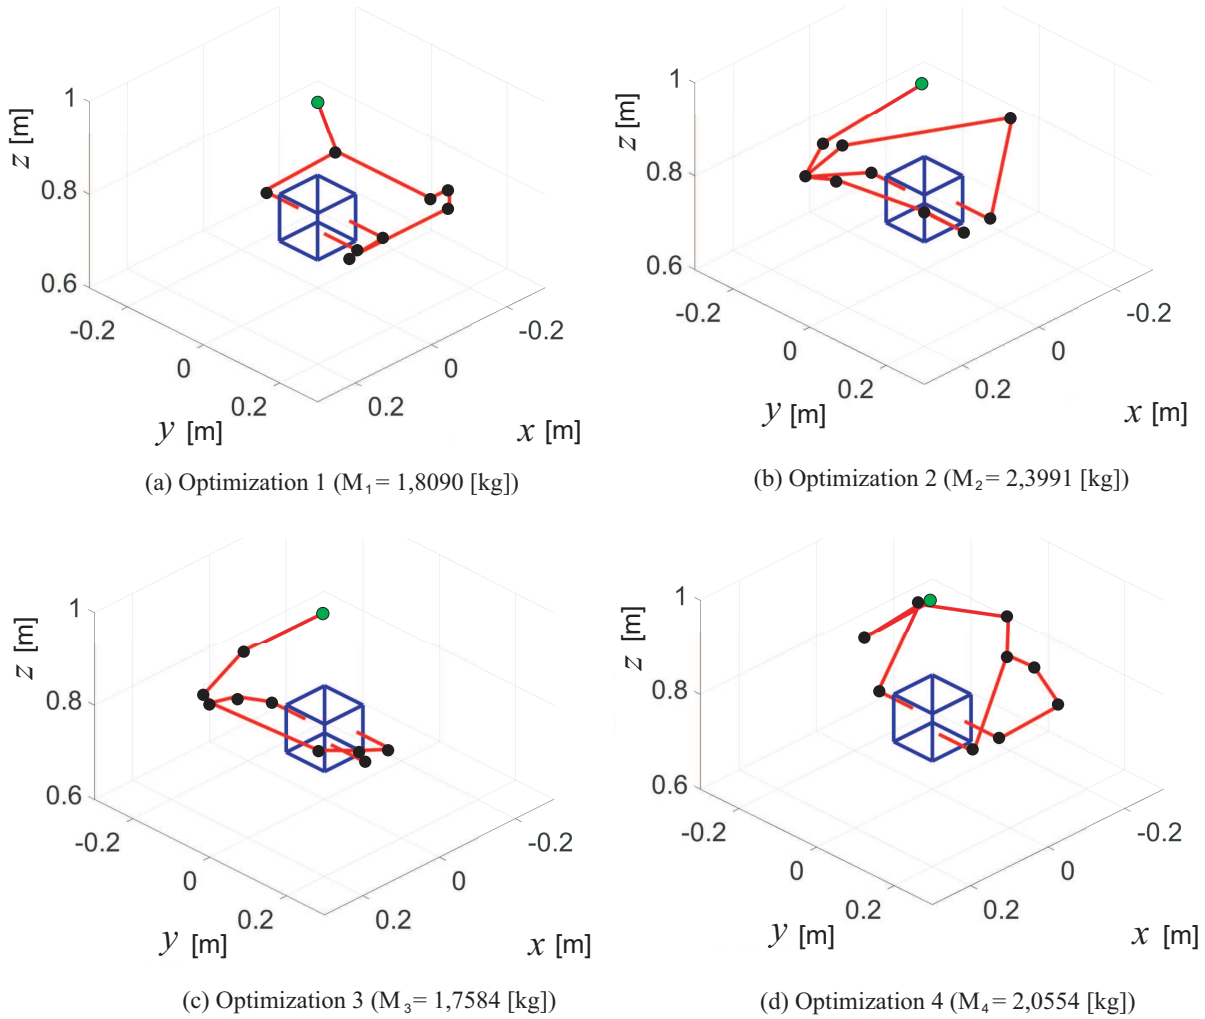 1
0.8
0.6
z [m]
-0.2
0
0.2
y [m]
-0.2
0
0.2
x [m]
(a) Optimization 1 (M₁= 1,8090 [kg])
1
0.8
0.6
z [m]
-0.2
0
0.2
y [m]
-0.2
0
0.2
x [m]
(b) Optimization 2 (M₂= 2,3991 [kg])
1
0.8
0.6
z [m]
-0.2
0
0.2
y [m]
-0.2
0
0.2
x [m]
(c) Optimization 3 (M₃= 1,7584 [kg])
1
0.8
0.6
z [m]
-0.2
0
0.2
y [m]
-0.2
0
0.2
x [m]
(d) Optimization 4 (M₄= 2,0554 [kg])